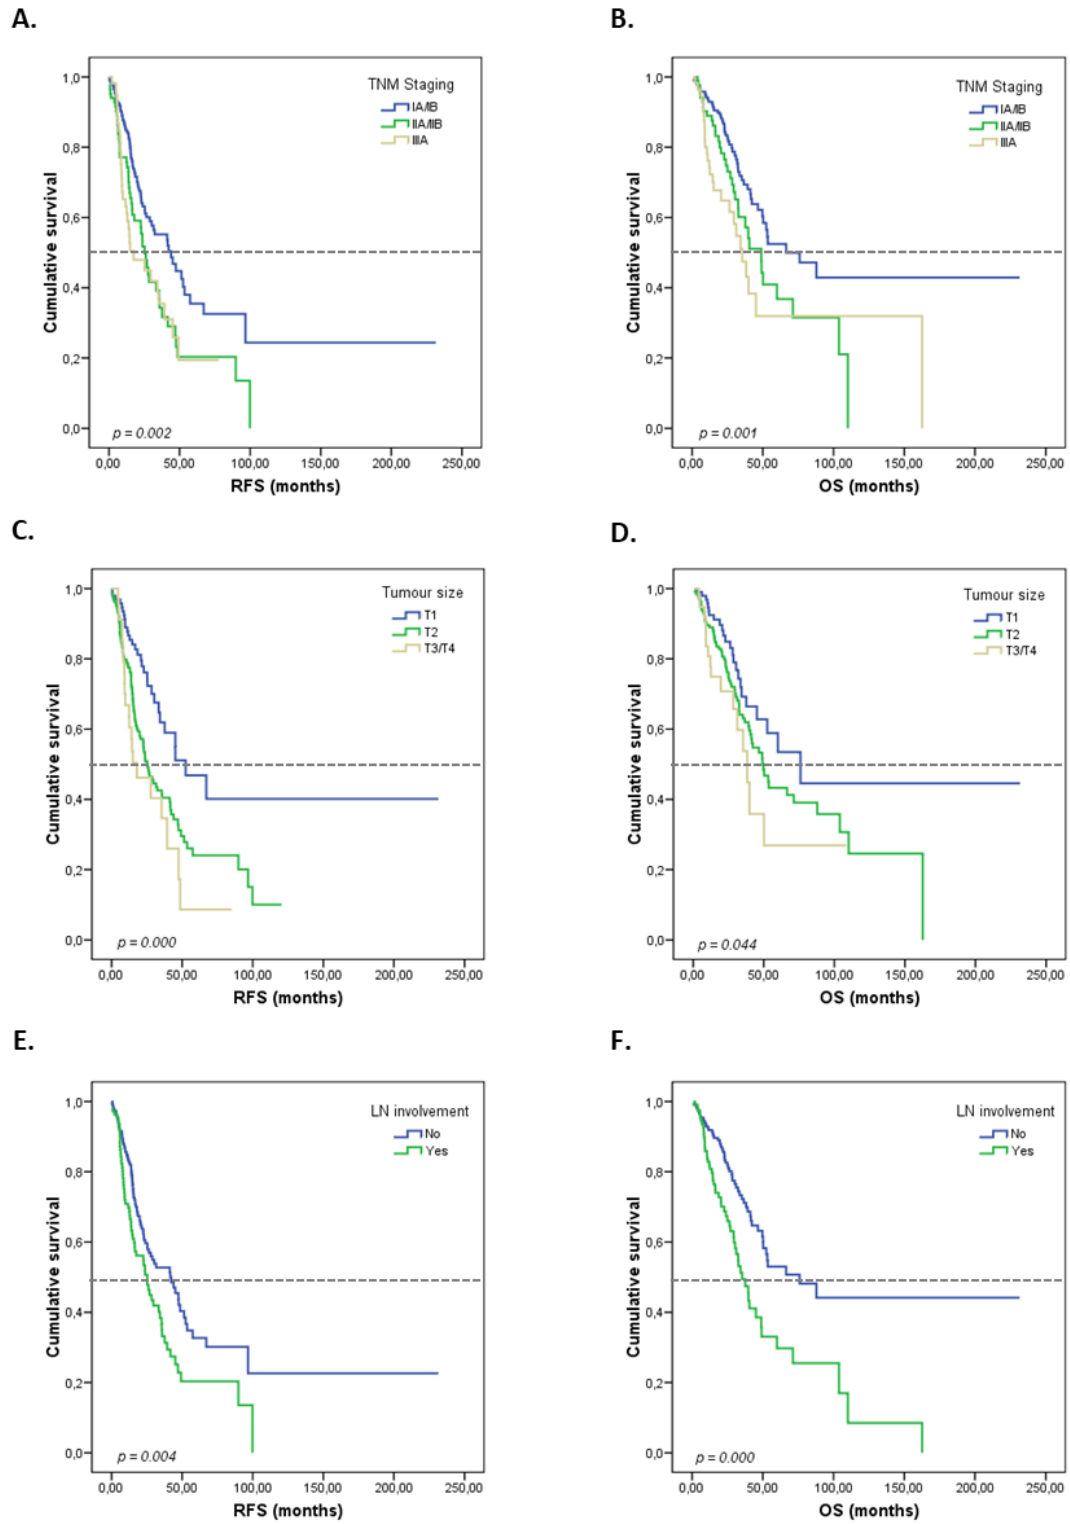 A.
TNM Staging
IA/IB
IIA/IIB
IIIA
1,0
0,8
0,6
0,4
0,2
0,0
Cumulative survival
p = 0.002
0,00 50,00 100,00 150,00 200,00 250,00
RFS (months)
B.
TNM Staging
IA/IB
IIA/IIB
IIIA
1,0
0,8
0,6
0,4
0,2
0,0
Cumulative survival
p = 0.001
0,00 50,00 100,00 150,00 200,00 250,00
OS (months)
C.
Tumour size
T1
T2
T3/T4
1,0
0,8
0,6
0,4
0,2
0,0
Cumulative survival
p = 0.000
0,00 50,00 100,00 150,00 200,00 250,00
RFS (months)
D.
Tumour size
T1
T2
T3/T4
1,0
0,8
0,6
0,4
0,2
0,0
Cumulative survival
p = 0.044
0,00 50,00 100,00 150,00 200,00 250,00
OS (months)
E.
LN involvement
No
Yes
1,0
0,8
0,6
0,4
0,2
0,0
Cumulative survival
p = 0.004
0,00 50,00 100,00 150,00 200,00 250,00
RFS (months)
F.
LN involvement
No
Yes
1,0
0,8
0,6
0,4
0,2
0,0
Cumulative survival
p = 0.000
0,00 50,00 100,00 150,00 200,00 250,00
OS (months)